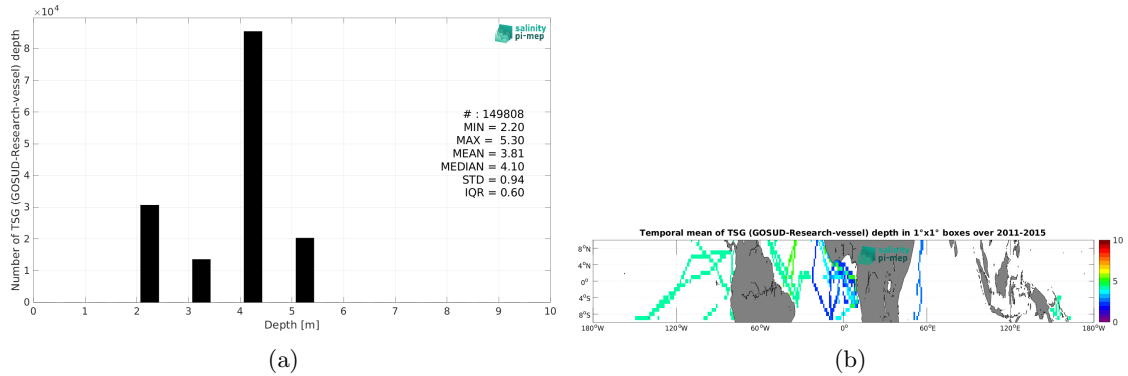 ×10⁴
salinity
pi-mep
Number of TSG (GOSUD-Research-vessel) depth
8
7
6
5
4
3
2
1
0
# : 149808
MIN = 2.20
MAX = 5.30
MEAN = 3.81
MEDIAN = 4.10
STD = 0.94
IQR = 0.60
0 1 2 3 4 5 6 7 8 9 10
Depth [m]
(a)
Temporal mean of TSG (GOSUD-Research-vessel) depth in 1°x1° boxes over 2011-2015
salinity
pi-mep
8°N
4°N
0°N
4°S
8°S
180°W 120°W 60°W 0°E 60°E 120°E 180°W
10
5
0
(b)